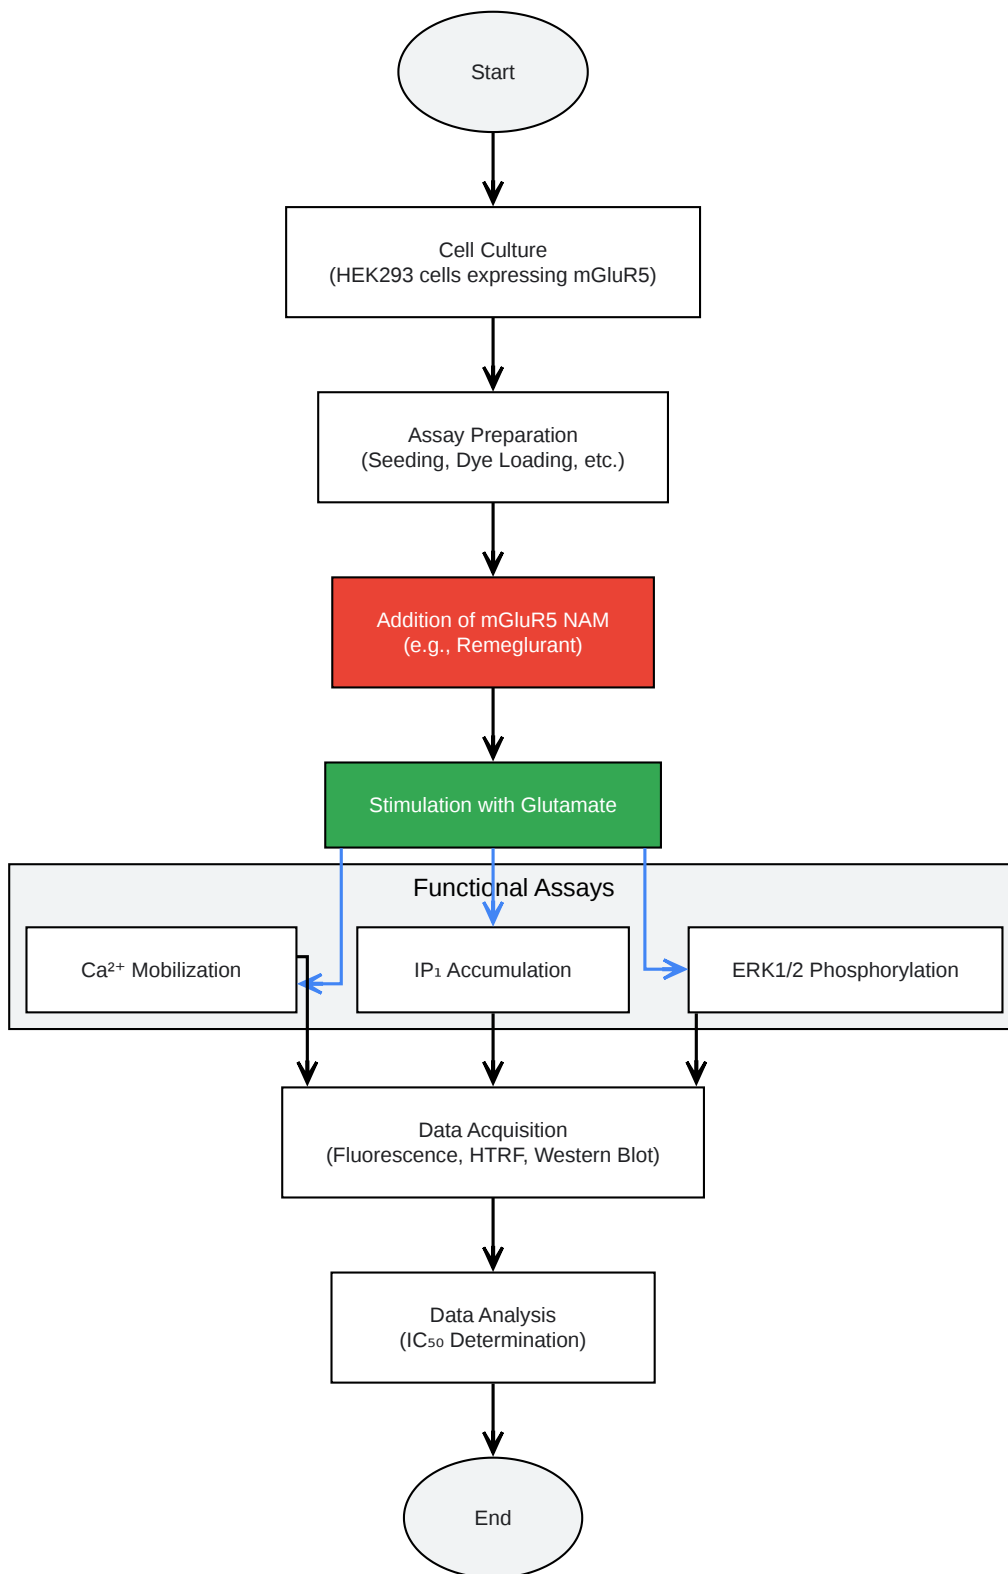 Start
Cell Culture
(HEK293 cells expressing mGluR5)
Assay Preparation
(Seeding, Dye Loading, etc.)
Addition of mGluR5 NAM
(e.g., Remeglurant)
Stimulation with Glutamate
Functional Assays
Ca²⁺ Mobilization
IP₁ Accumulation
ERK1/2 Phosphorylation
Data Acquisition
(Fluorescence, HTRF, Western Blot)
Data Analysis
(IC₅₀ Determination)
End